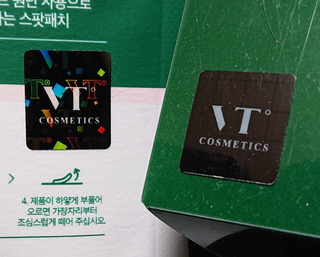 원단 사용으로
는 스팟패치
VT°
COSMETICS
VT°
COSMETICS
4. 제품이 하얗게 부풀어
오르면 가장자리부터
조심스럽게 떼어 주십시오.